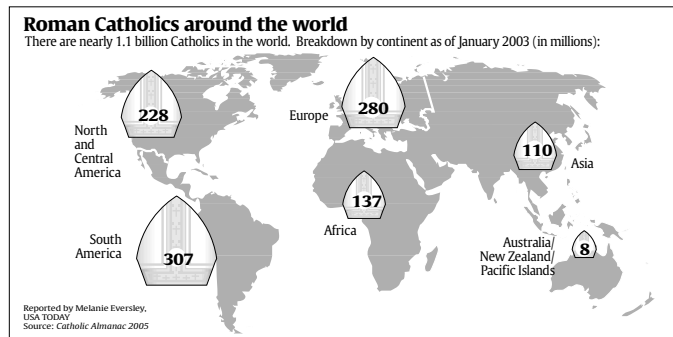 Roman Catholics around the world
There are nearly 1.1 billion Catholics in the world. Breakdown by continent as of January 2003 (in millions):
228
North
and
Central
America
Europe
280
110
Asia
137
Africa
South
America
307
Australia/
New Zealand/
Pacific Islands
8
Reported by Melanie Eversley,
USA TODAY
Source: Catholic Almanac 2005